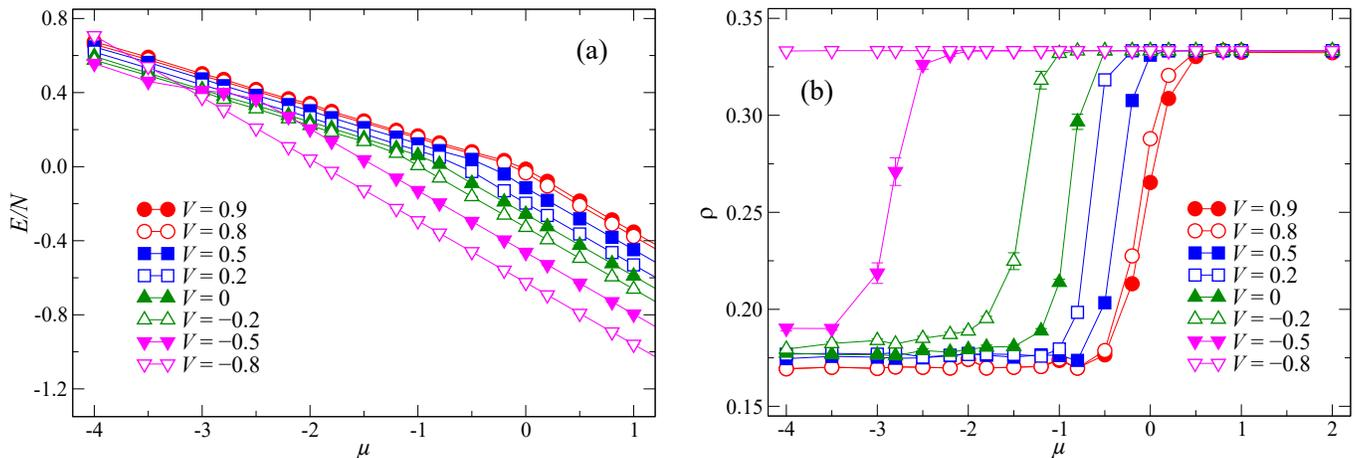 0.8
0.4
0.0
-0.4
-0.8
-1.2
E/N
(a)
V = 0.9
V = 0.8
V = 0.5
V = 0.2
V = 0
V = −0.2
V = −0.5
V = −0.8
-4
-3
-2
-1
0
1
μ
0.35
0.30
0.25
0.20
0.15
ρ
(b)
V = 0.9
V = 0.8
V = 0.5
V = 0.2
V = 0
V = −0.2
V = −0.5
V = −0.8
-4
-3
-2
-1
0
1
2
μ